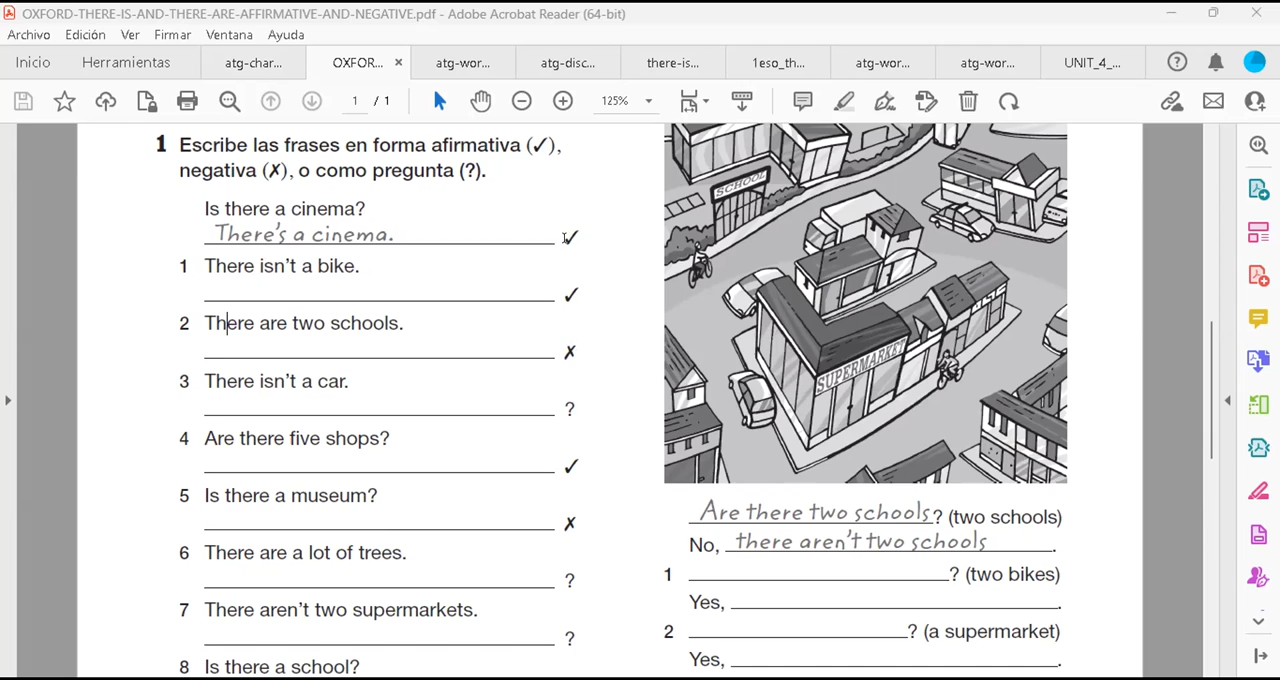 OXFORD-THERE-IS-AND-THERE-ARE-AFFIRMATIVE-AND-NEGATIVE.pdf - Adobe Acrobat Reader (64-bit)
Archivo Edición Ver Firmar Ventana Ayuda
Inicio Herramientas atg-char... OXFOR... × atg-wor... atg-disc... there-is... 1eso_th... atg-wor... atg-wor... UNIT_4_...
1 / 1 125%
1 Escribe las frases en forma afirmativa (✓),
negativa (✗), o como pregunta (?).
Is there a cinema?
There's a cinema. ✓
1 There isn't a bike.
✓
2 There are two schools.
✗
3 There isn't a car.
?
4 Are there five shops?
✓
5 Is there a museum?
✗
6 There are a lot of trees.
?
7 There aren't two supermarkets.
?
8 Is there a school?
SCHOOL
SUPERMARKET
Are there two schools? (two schools)
No, there aren't two schools.
1 ? (two bikes)
Yes, .
2 ? (a supermarket)
Yes, .